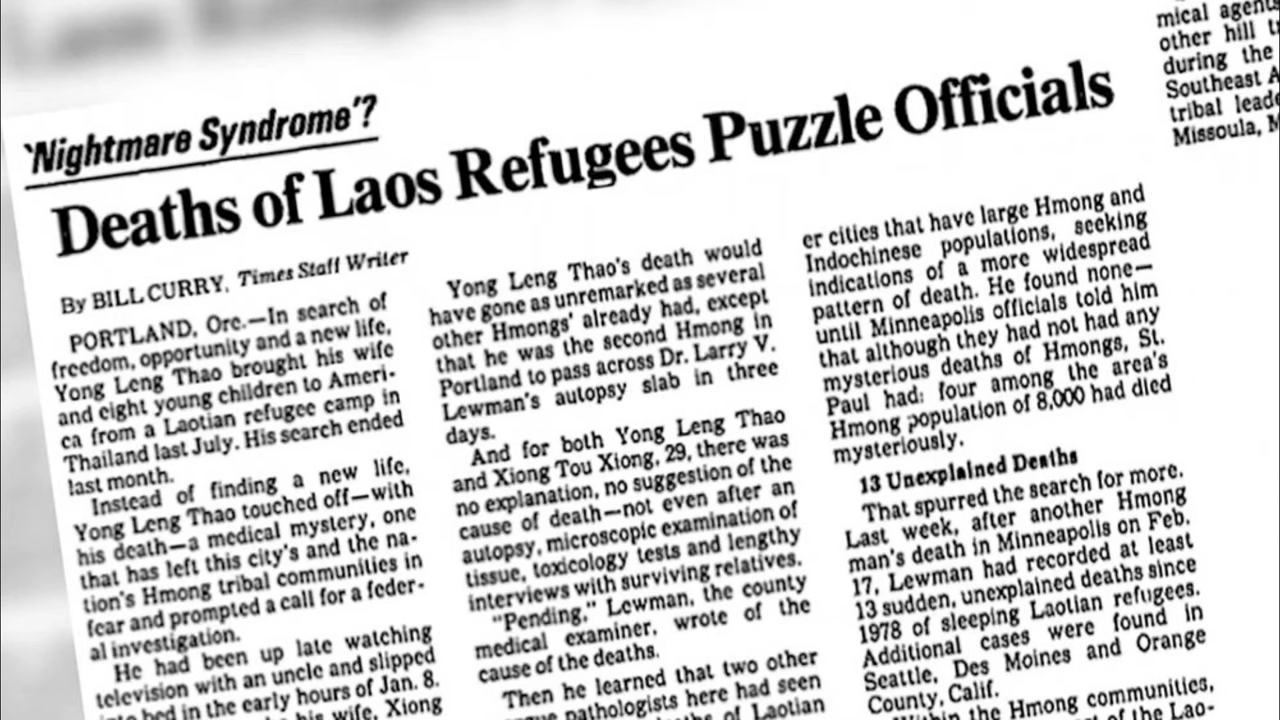 'Nightmare Syndrome'?
Deaths of Laos Refugees Puzzle Officials
By BILL CURRY, Times Staff Writer
PORTLAND, Ore.—In search of
freedom, opportunity and a new life,
Yong Leng Thao brought his wife
and eight young children to Ameri-
ca from a Laotian refugee camp in
Thailand last July. His search ended
last month.
Instead of finding a new life,
Yong Leng Thao touched off—with
his death—a medical mystery, one
that has left this city's and the na-
tion's Hmong tribal communities in
fear and prompted a call for a feder-
al investigation.
He had been up late watching
television with an uncle and slipped
into bed in the early hours of Jan. 8.
his wife, Xiong
Yong Leng Thao's death would
have gone as unremarked as several
other Hmongs' already had, except
that he was the second Hmong in
Portland to pass across Dr. Larry V.
Lewman's autopsy slab in three
days.
And for both Yong Leng Thao
and Xiong Tou Xiong, 29, there was
no explanation, no suggestion of the
cause of death—not even after an
autopsy, microscopic examination of
tissue, toxicology tests and lengthy
interviews with surviving relatives.
"Pending," Lewman, the county
medical examiner, wrote of the
cause of the deaths.
Then he learned that two other
pathologists here had seen
of Laotian
er cities that have large Hmong and
Indochinese populations, seeking
indications of a more widespread
pattern of death. He found none—
until Minneapolis officials told him
that although they had not had any
mysterious deaths of Hmongs, St.
Paul had: four among the area's
Hmong population of 8,000 had died
mysteriously.
13 Unexplained Deaths
That spurred the search for more.
Last week, after another Hmong
man's death in Minneapolis on Feb.
17, Lewman had recorded at least
13 sudden, unexplained deaths since
1978 of sleeping Laotian refugees.
Additional cases were found in
Seattle, Des Moines and Orange
County, Calif.
Within the Hmong communities,
of the Lao-
mical agents
other hill
during the
Southeast
tribal
Missoula,